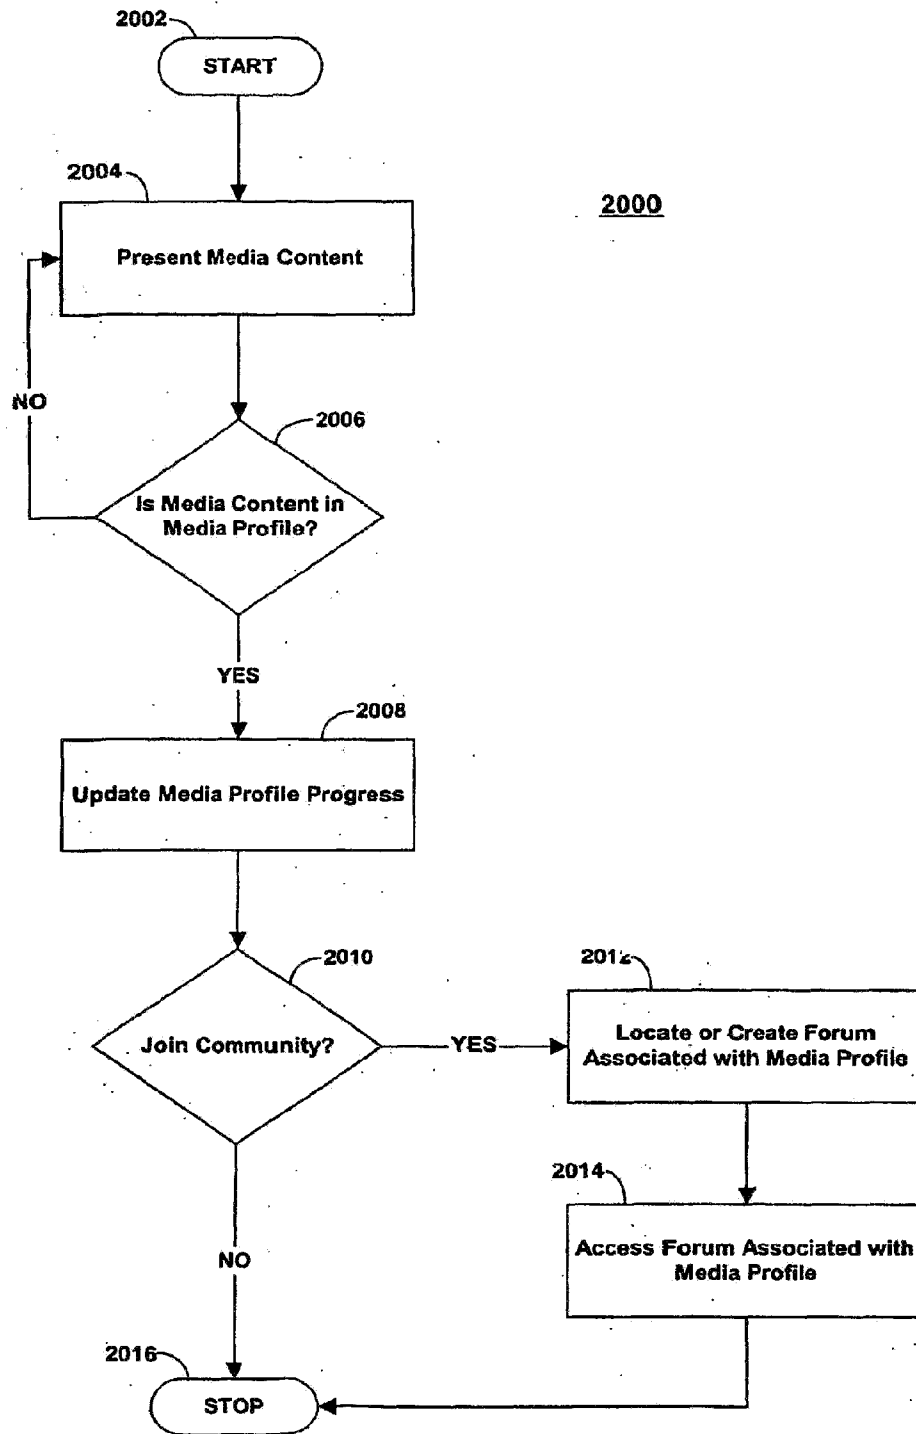 2002
START
2004
2000
Present Media Content
NO
2006
Is Media Content in
Media Profile?
YES
2008
Update Media Profile Progress
2010
2012
Join Community?
YES
Locate or Create Forum
Associated with Media Profile
2014
Access Forum Associated with
Media Profile
NO
2016
STOP